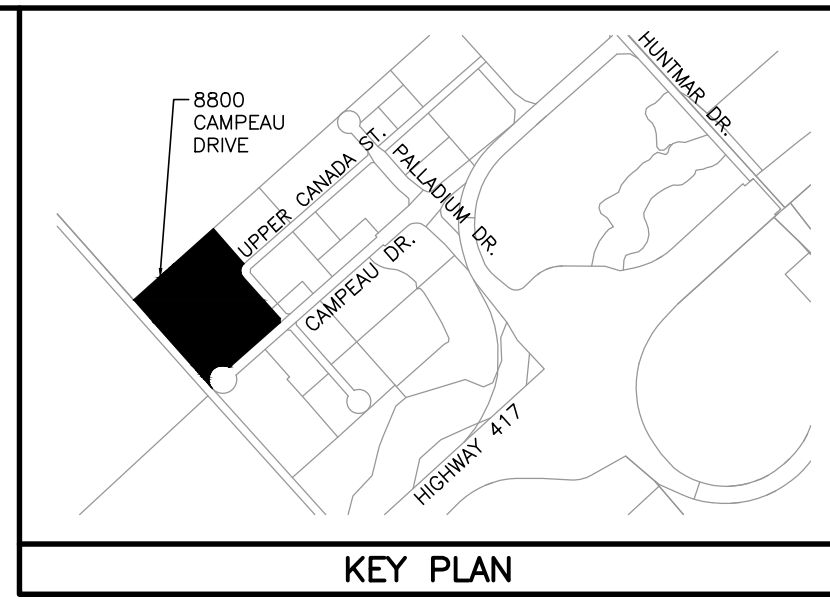 8800
CAMPEAU
DRIVE
HUNTMAR DR.
UPPER CANADA ST.
PALLADIUM DR.
CAMPEAU DR.
HIGHWAY 417
KEY PLAN